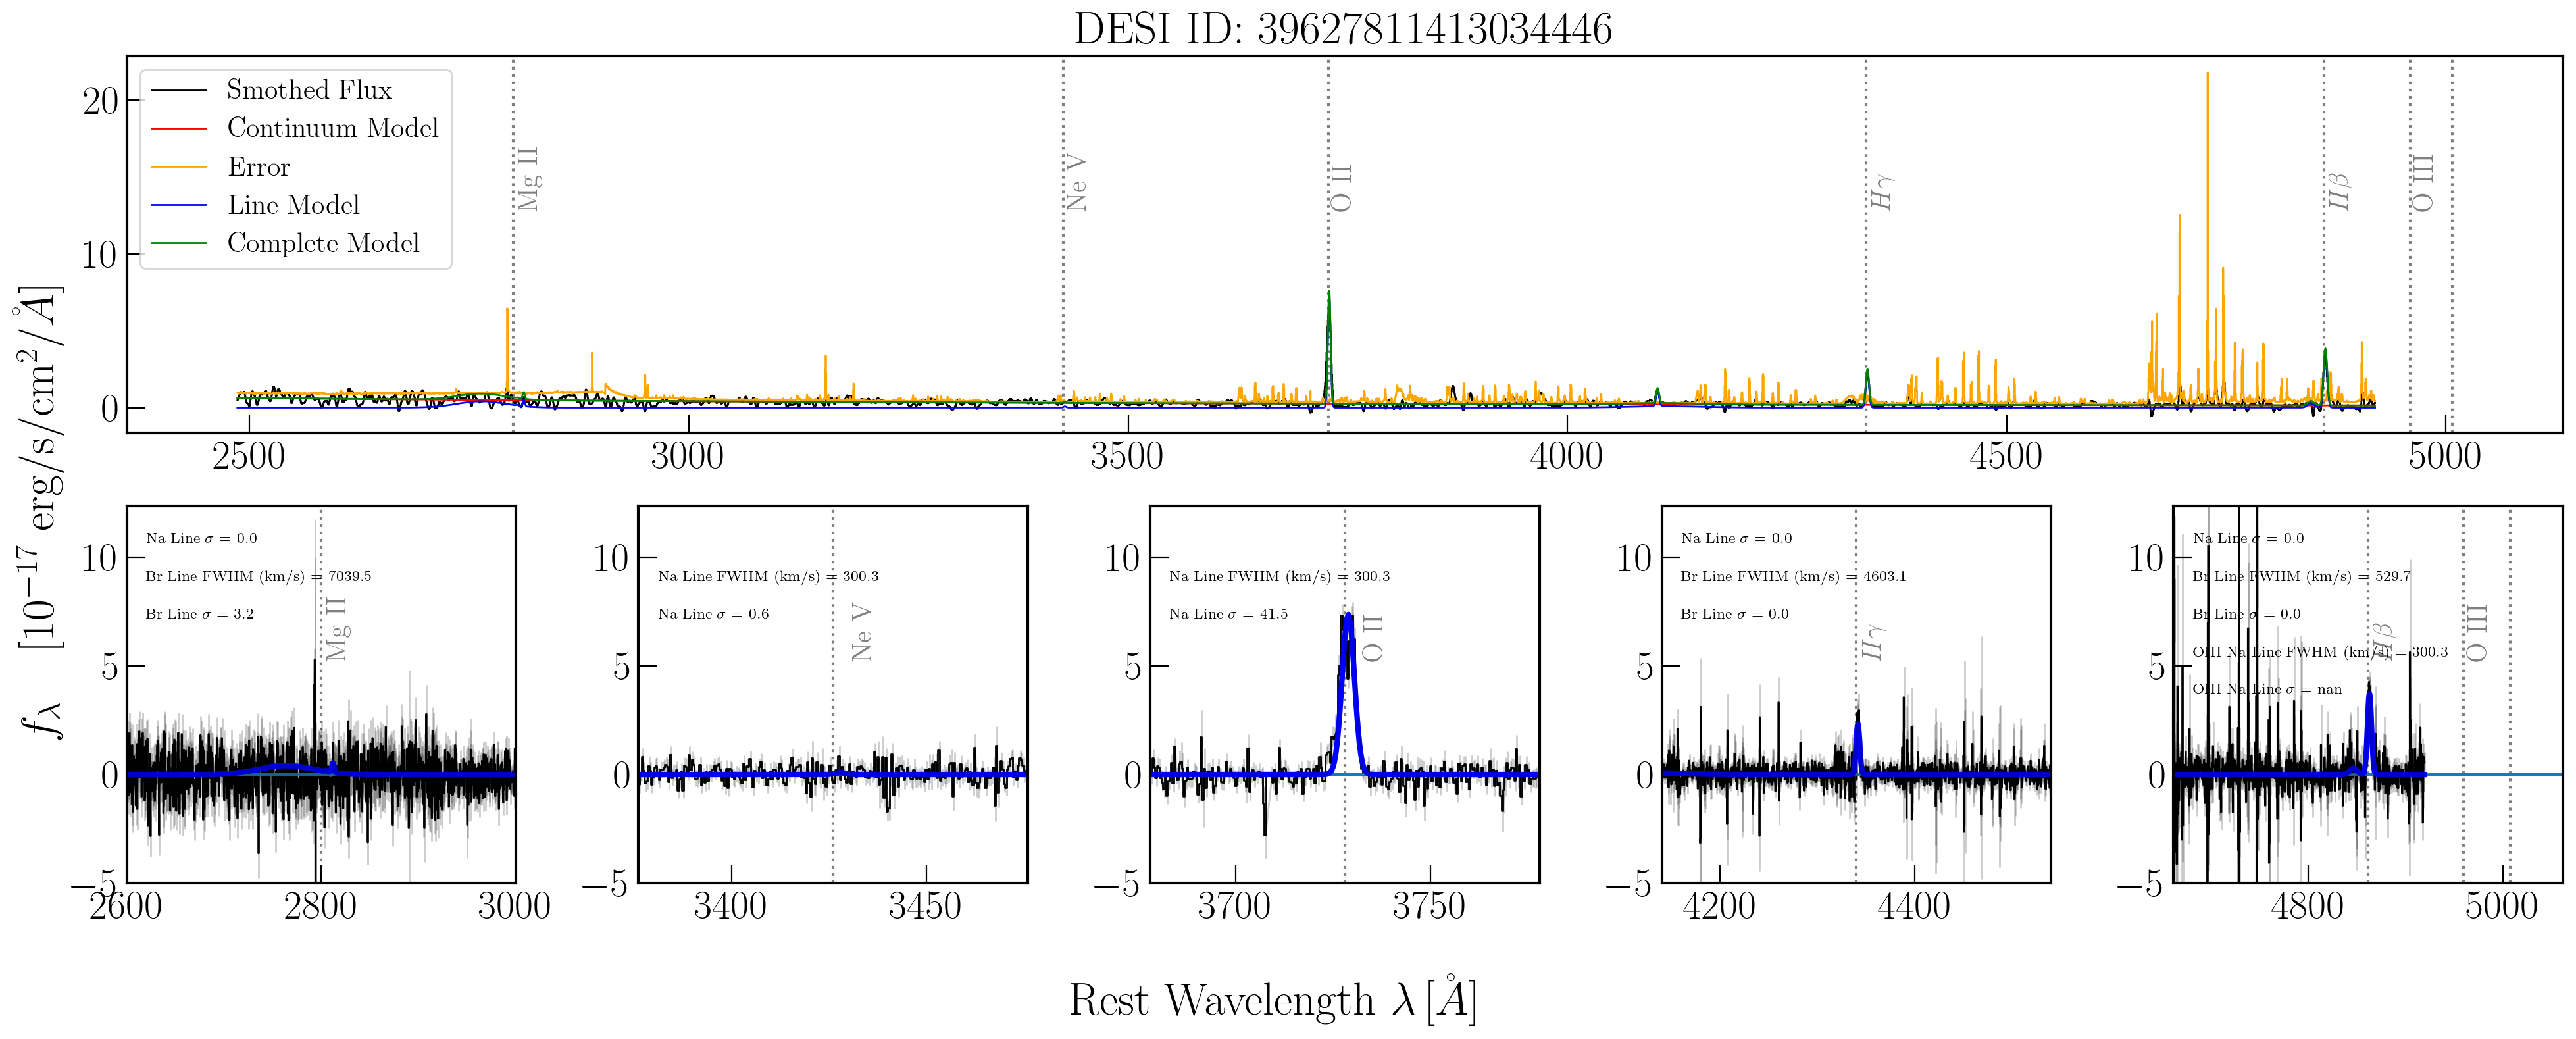 DESI ID: 39627811413034446
Smothed Flux
Continuum Model
Error
Line Model
Complete Model
Mg II
Ne V
O II
Hγ
Hβ
O III
20
10
0
2500 3000 3500 4000 4500 5000
f_λ [10^{-17} erg/s/cm^2/Å]
Na Line σ = 0.0
Br Line FWHM (km/s) = 7039.5
Br Line σ = 3.2
Mg II
10
5
0
−5
2600 2800 3000
Na Line FWHM (km/s) = 300.3
Na Line σ = 0.6
Ne V
10
5
0
−5
3400 3450
Na Line FWHM (km/s) = 300.3
Na Line σ = 41.5
O II
10
5
0
−5
3700 3750
Na Line σ = 0.0
Br Line FWHM (km/s) = 4603.1
Br Line σ = 0.0
Hγ
10
5
0
−5
4200 4400
Na Line σ = 0.0
Br Line FWHM (km/s) = 529.7
Br Line σ = 0.0
OIII Na Line FWHM (km/s) = 300.3
OIII Na Line σ = nan
Hβ
O III
10
5
0
−5
4800 5000
Rest Wavelength λ [Å]